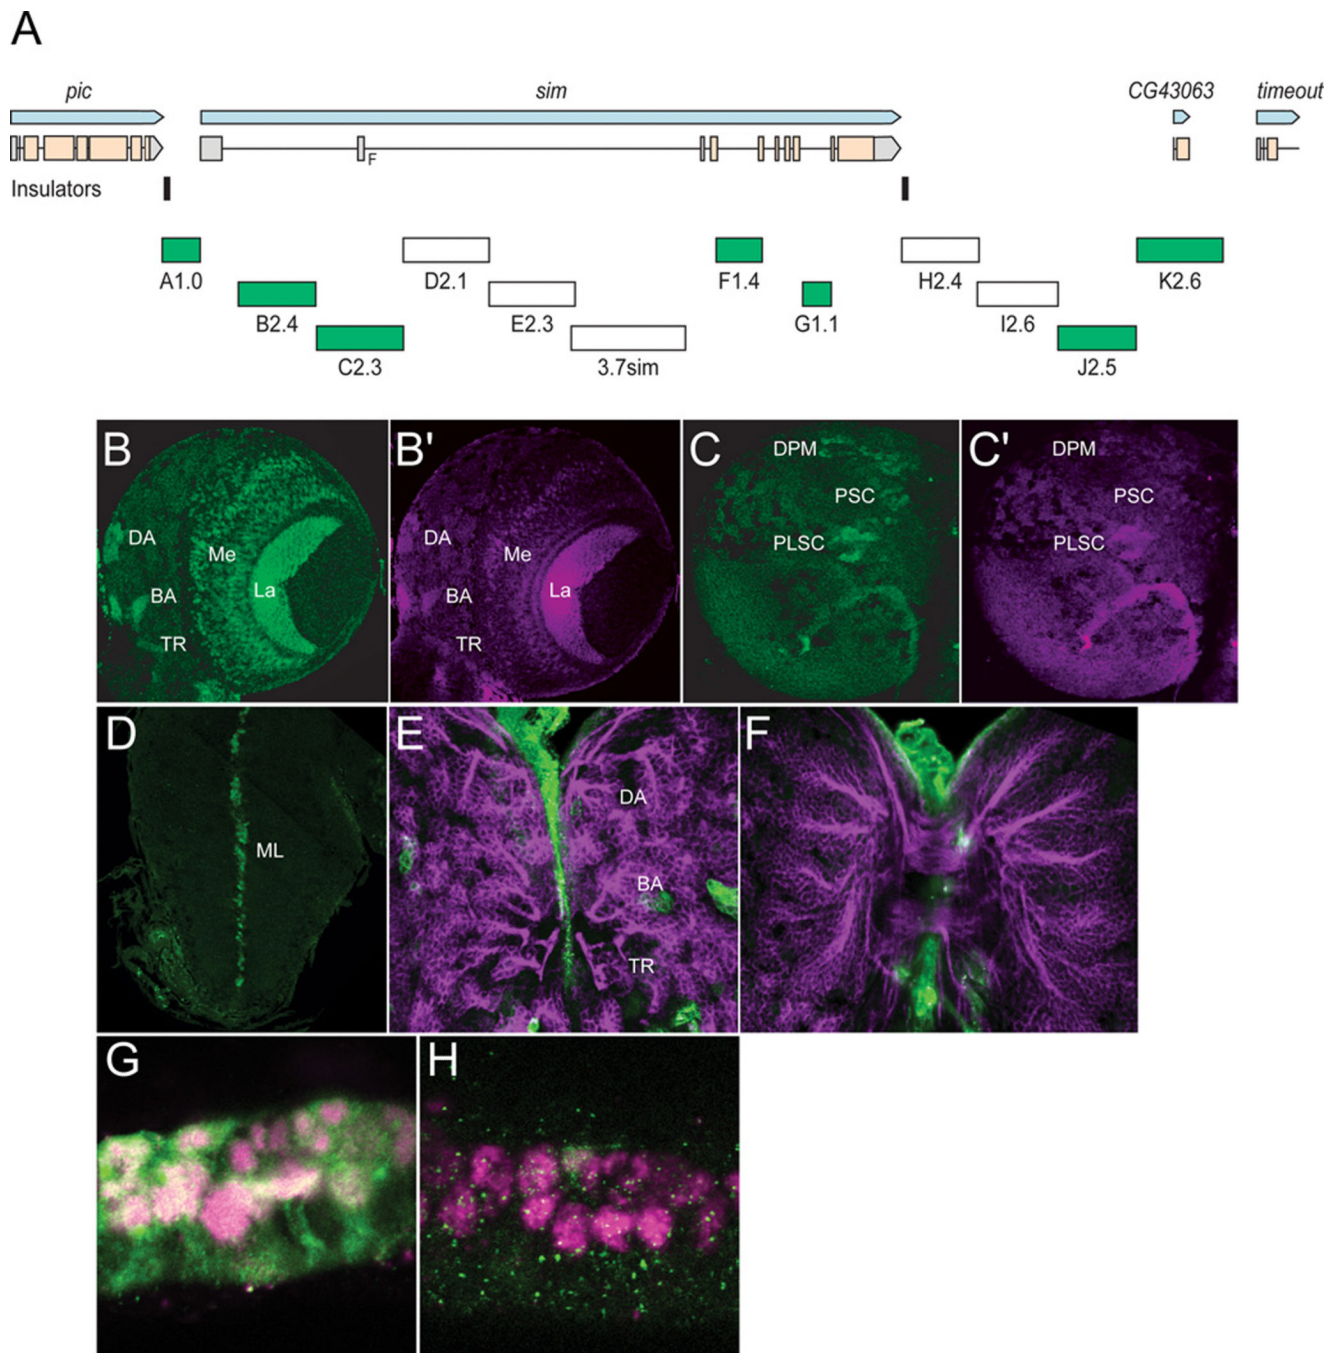 A
pic sim CG43063 timeout
F
Insulators
A1.0 D2.1 F1.4 H2.4 K2.6
B2.4 E2.3 G1.1 I2.6
C2.3 3.7sim J2.5
B B' C C'
DPM DPM
PSC PSC
DA Me DA Me PLSC PLSC
BA La BA La
TR TR
D E F
DA
ML
BA
TR
G H